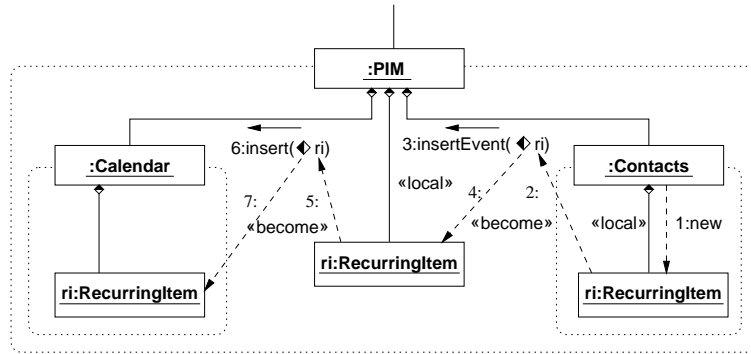 :PIM
6:insert( ri)
3:insertEvent( ri)
:Calendar
:Contacts
«local»
7:
5:
4:
2:
«become»
«become»
«local»
1:new
ri:RecurringItem
ri:RecurringItem
ri:RecurringItem